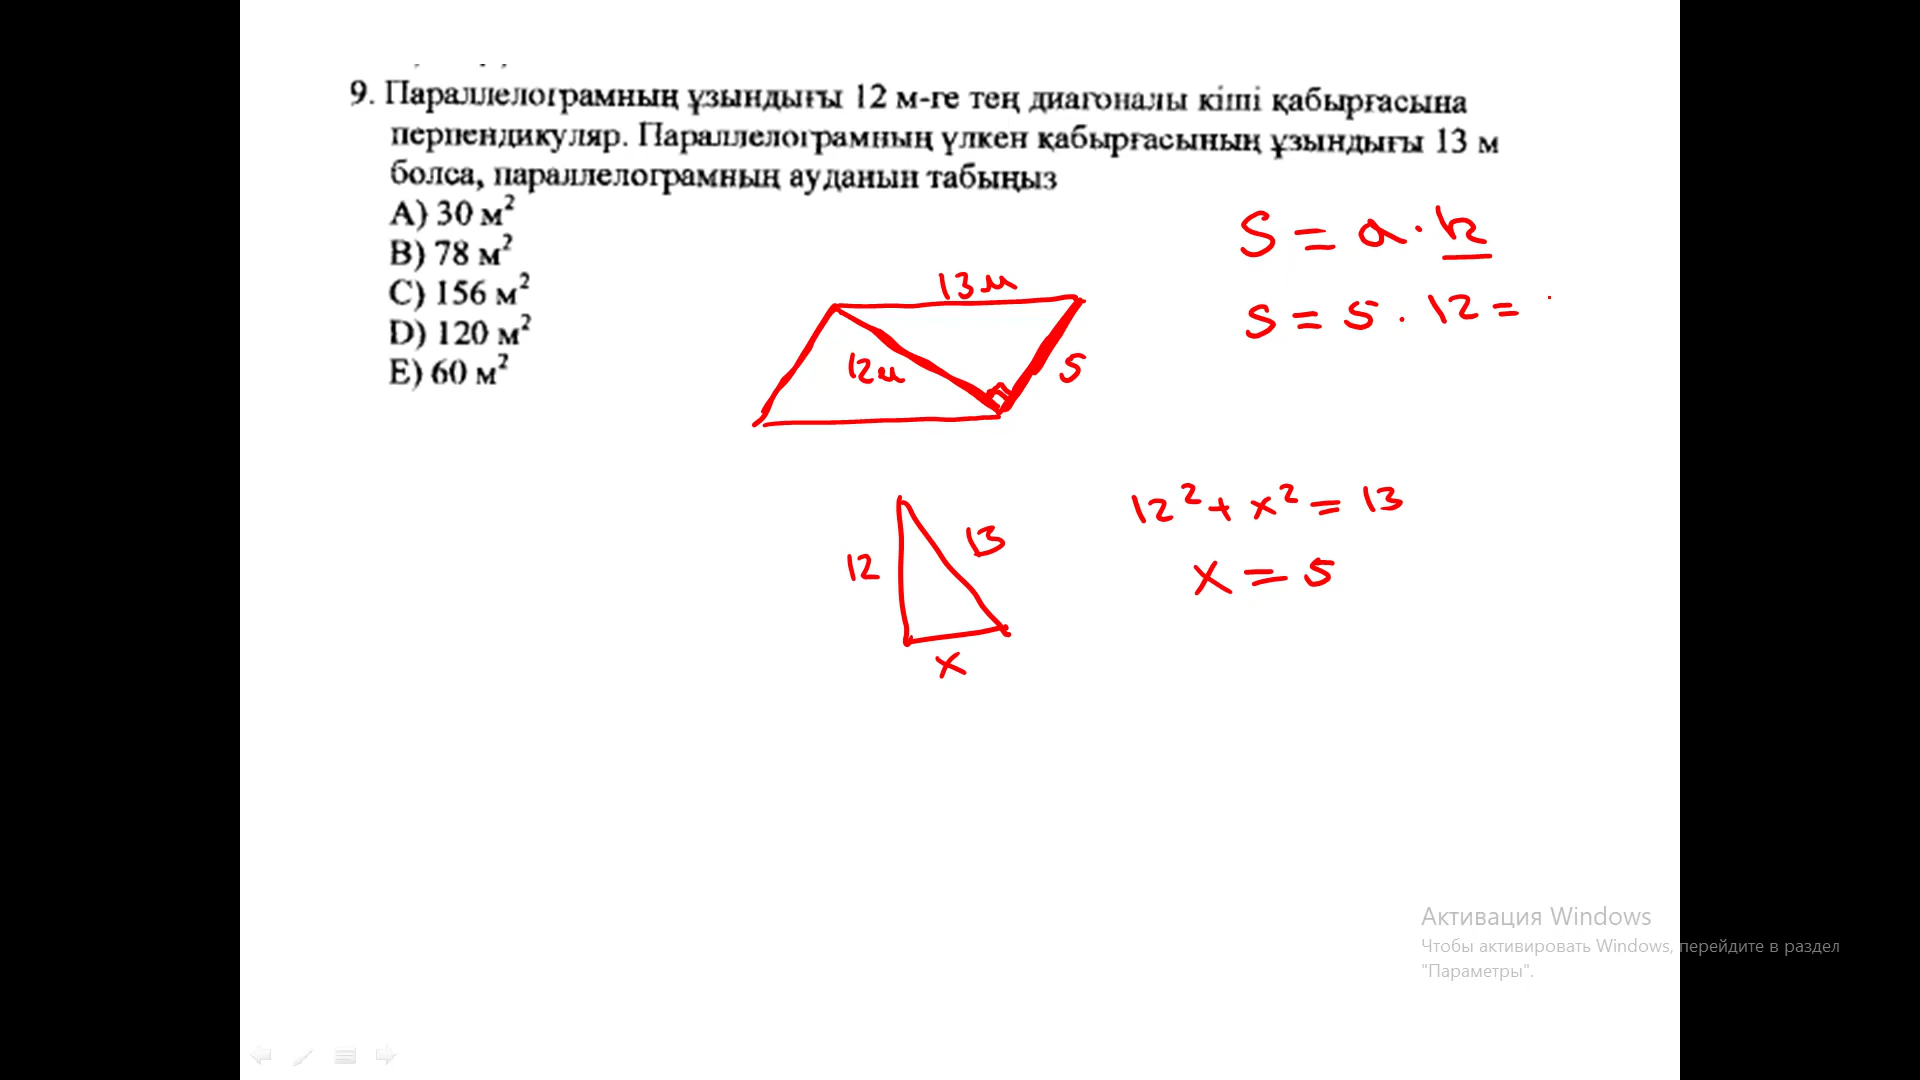 9. Параллелограмның ұзындығы 12 м-ге тең диагоналы кіші қабырғасына
перпендикуляр. Параллелограмның үлкен қабырғасының ұзындығы 13 м
болса, параллелограмның ауданын табыңыз
A) 30 м²
B) 78 м²
C) 156 м²
D) 120 м²
E) 60 м²
S = a · h
S = 5 · 12 =
13 м
12 м
5
12
13
x
12² + x² = 13
x = 5
Активация Windows
Чтобы активировать Windows, перейдите в раздел
"Параметры".